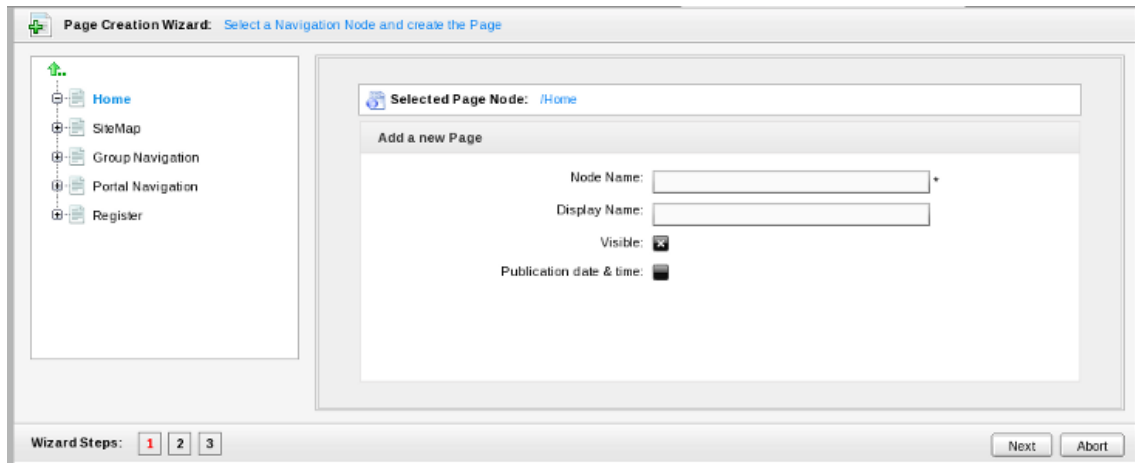 Page Creation Wizard: Select a Navigation Node and create the Page
..
Home
SiteMap
Group Navigation
Portal Navigation
Register
Selected Page Node: /Home
Add a new Page
Node Name: *
Display Name:
Visible:
Publication date & time:
Wizard Steps: 1 2 3
Next Abort